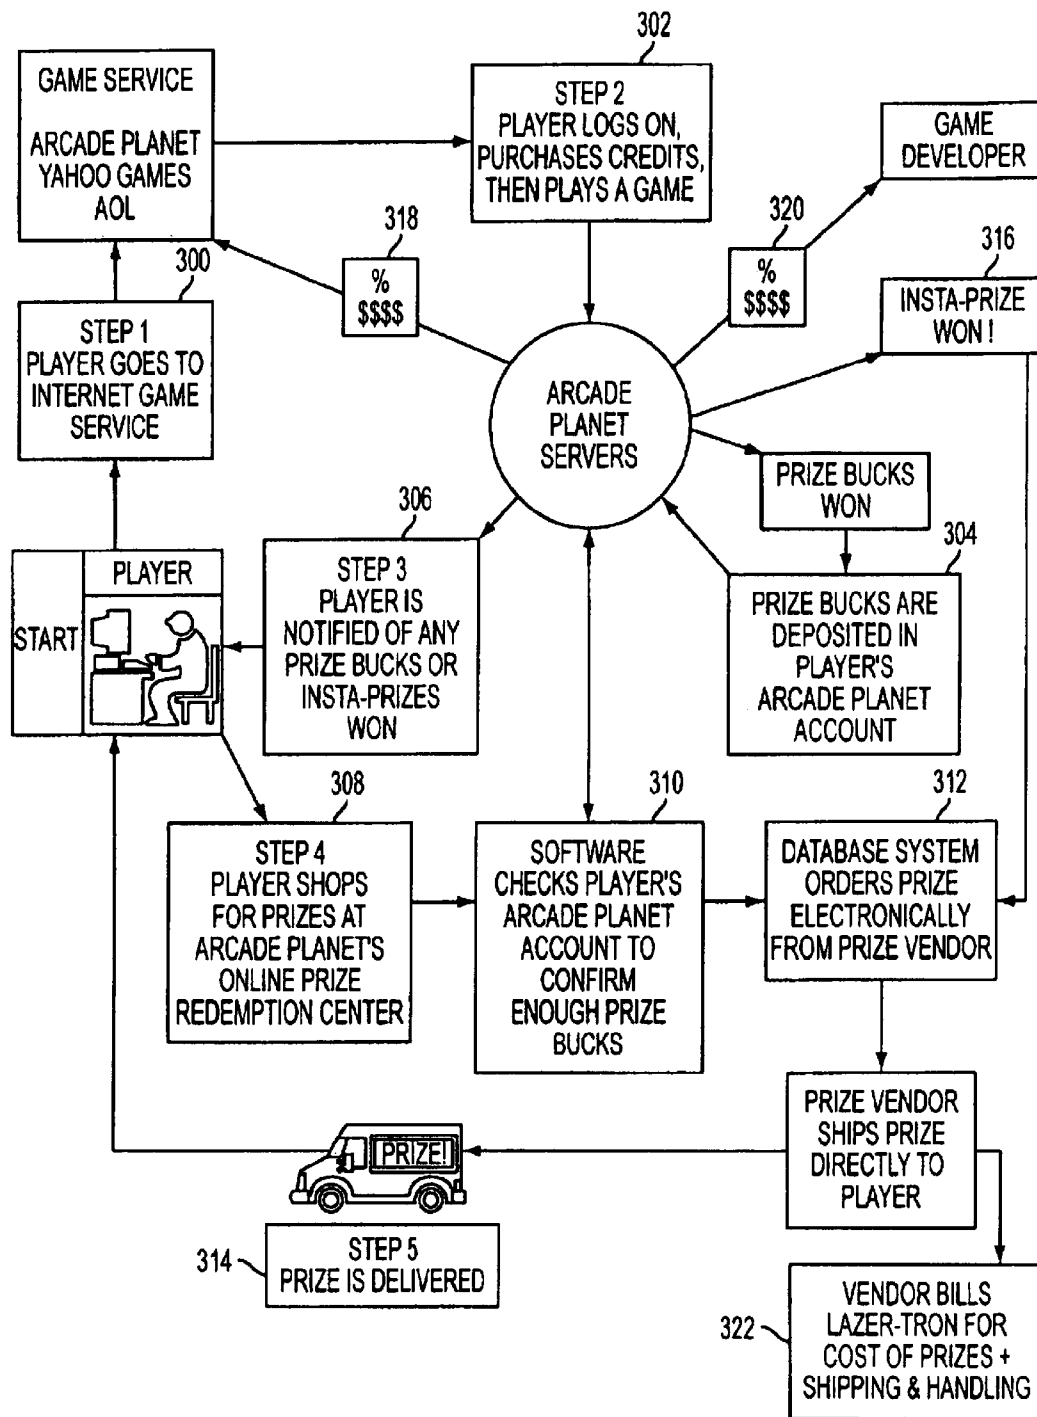 302
GAME SERVICE
ARCADE PLANET
YAHOO GAMES
AOL
STEP 2
PLAYER LOGS ON,
PURCHASES CREDITS,
THEN PLAYS A GAME
GAME
DEVELOPER
318
%
$$$$
320
%
$$$$
316
INSTA-PRIZE
WON !
300
STEP 1
PLAYER GOES TO
INTERNET GAME
SERVICE
ARCADE
PLANET
SERVERS
PRIZE BUCKS
WON
306
STEP 3
PLAYER IS
NOTIFIED OF ANY
PRIZE BUCKS OR
INSTA-PRIZES
WON
304
PRIZE BUCKS ARE
DEPOSITED IN
PLAYER'S
ARCADE PLANET
ACCOUNT
START
PLAYER
308
STEP 4
PLAYER SHOPS
FOR PRIZES AT
ARCADE PLANET'S
ONLINE PRIZE
REDEMPTION CENTER
310
SOFTWARE
CHECKS PLAYER'S
ARCADE PLANET
ACCOUNT TO
CONFIRM
ENOUGH PRIZE
BUCKS
312
DATABASE SYSTEM
ORDERS PRIZE
ELECTRONICALLY
FROM PRIZE VENDOR
PRIZE VENDOR
SHIPS PRIZE
DIRECTLY TO
PLAYER
PRIZE!
314
STEP 5
PRIZE IS DELIVERED
322
VENDOR BILLS
LAZER-TRON FOR
COST OF PRIZES +
SHIPPING & HANDLING